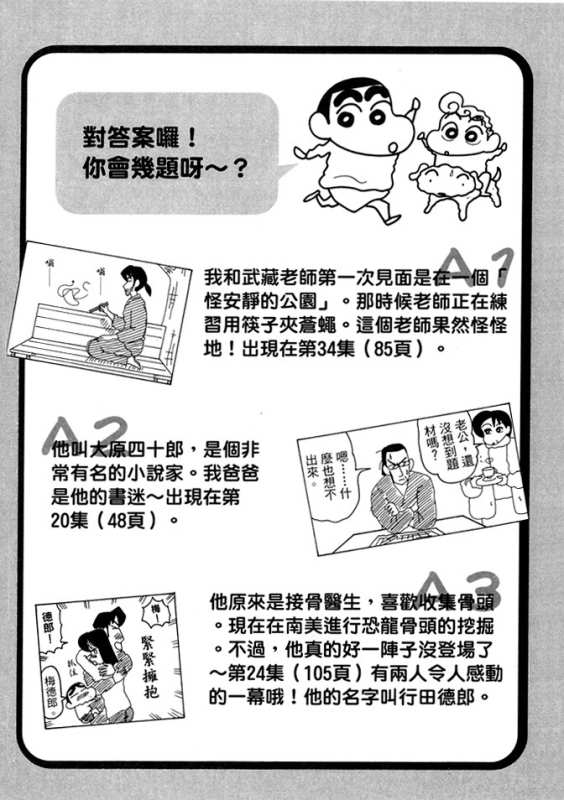 對答案囉！
你會幾題呀～？
A1
我和武藏老師第一次見面是在一個「
怪安靜的公園」。那時候老師正在練
習用筷子夾蒼蠅。這個老師果然怪怪
地！出現在第34集（85頁）。
嗡
嗡
A2
他叫大原四十郎，是個非
常有名的小說家。我爸爸
是他的書迷～出現在第
20集（48頁）。
老公，還
沒想到題
材嗎？
嗯……什
麼也想不
出來。
A3
他原來是接骨醫生，喜歡收集骨頭
。現在在南美進行恐龍骨頭的挖掘
。不過，他真的好一陣子沒登場了
～第24集（105頁）有兩人令人感動
的一幕哦！他的名字叫行田德郎。
梅！
緊緊擁抱
德郎！
梅德郎。